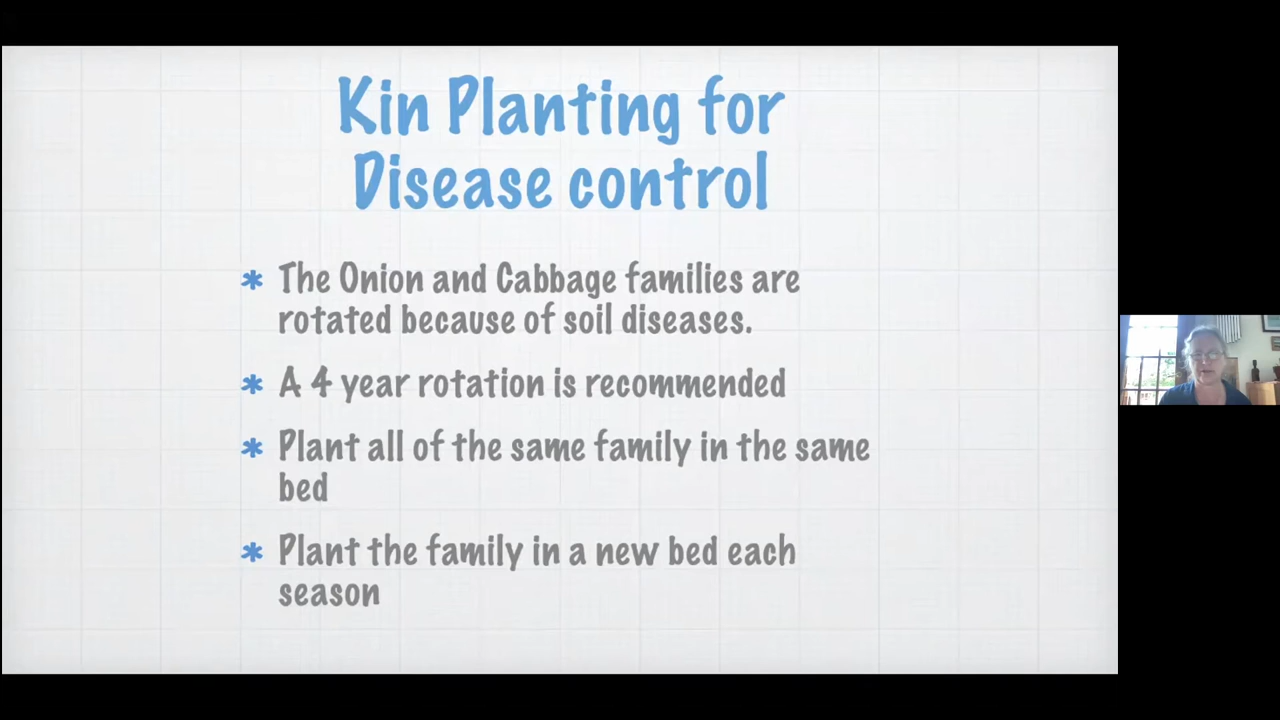 Kin Planting for
Disease control
* The Onion and Cabbage families are
rotated because of soil diseases.
* A 4 year rotation is recommended
* Plant all of the same family in the same
bed
* Plant the family in a new bed each
season